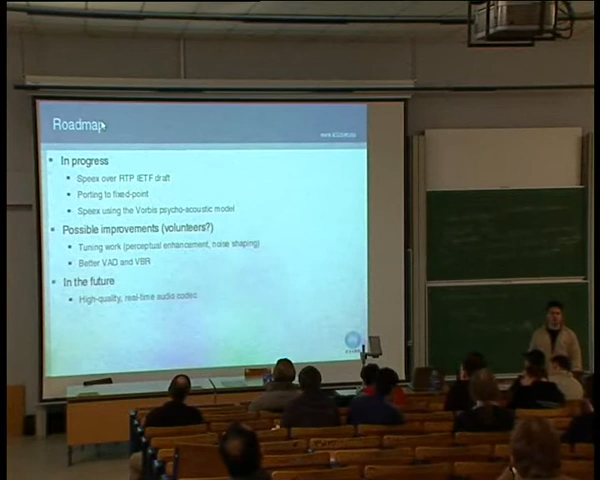 Roadmap
In progress
Speex over RTP IETF draft
Porting to fixed-point
Speex using the Vorbis psycho-acoustic model
Possible improvements (volunteers?)
Tuning work (perceptual enhancement, noise shaping)
Better VAD and VBR
In the future
High-quality, real-time audio codec